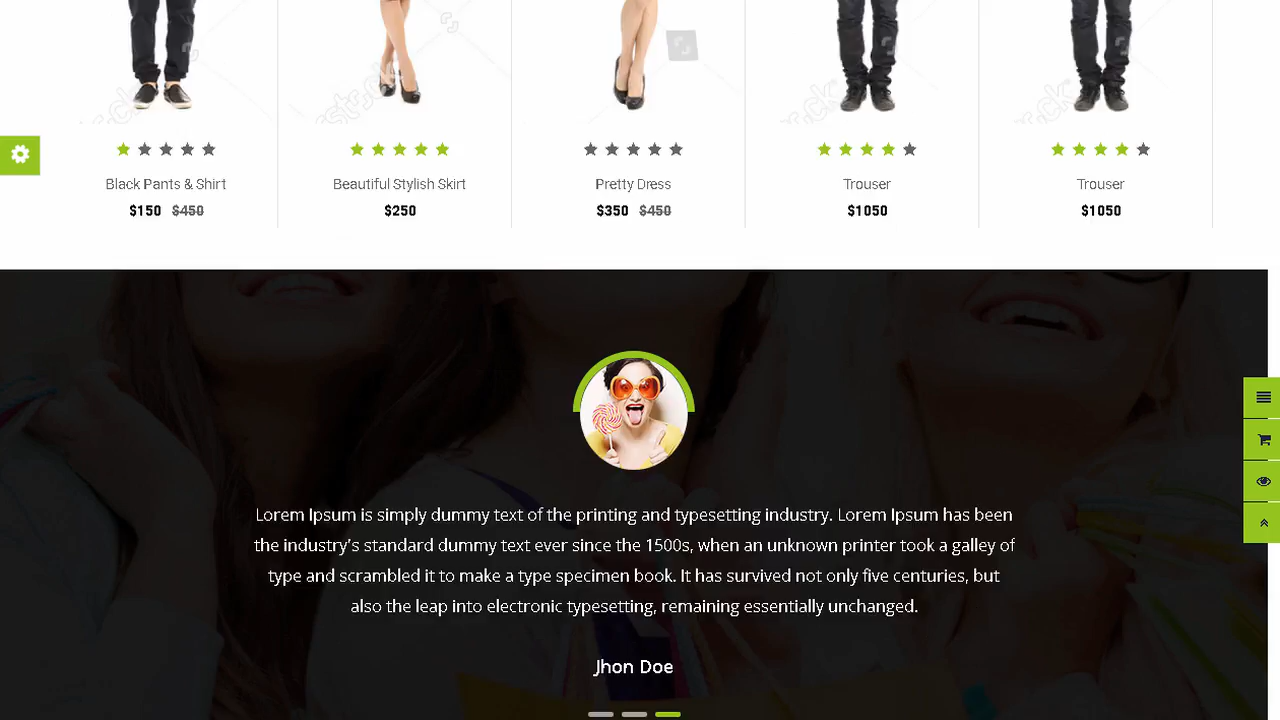 Black Pants & Shirt
$150 $450
Beautiful Stylish Skirt
$250
Pretty Dress
$350 $450
Trouser
$1050
Trouser
$1050
Lorem Ipsum is simply dummy text of the printing and typesetting industry. Lorem Ipsum has been
the industry's standard dummy text ever since the 1500s, when an unknown printer took a galley of
type and scrambled it to make a type specimen book. It has survived not only five centuries, but
also the leap into electronic typesetting, remaining essentially unchanged.
Jhon Doe